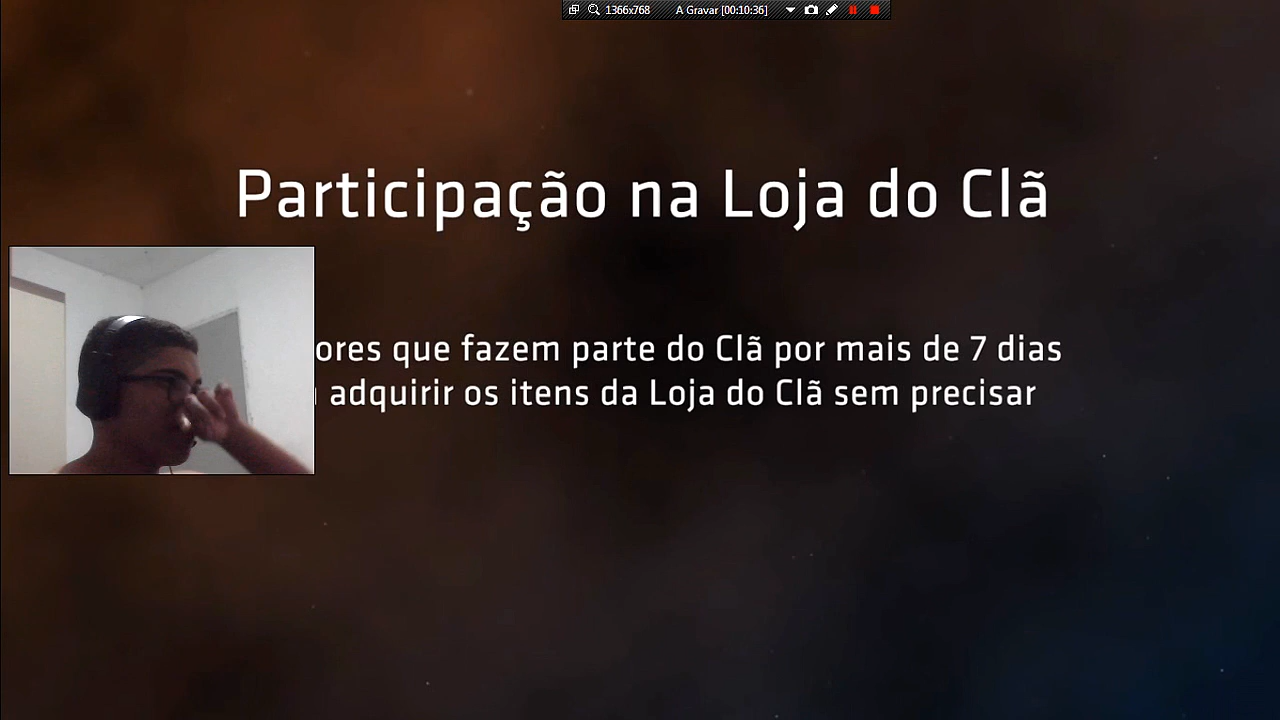 1366x768 A Gravar [00:10:36]
Participação na Loja do Clã
ores que fazem parte do Clã por mais de 7 dias
adquirir os itens da Loja do Clã sem precisar